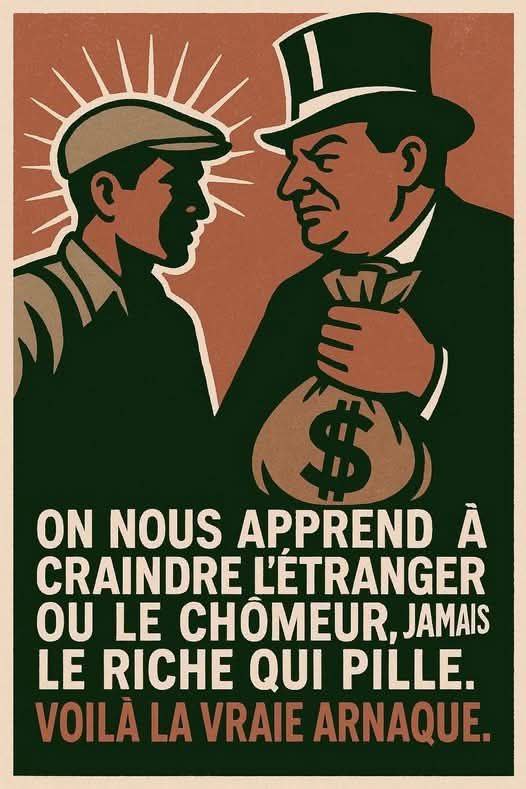 $
ON NOUS APPREND À
CRAINDRE L'ÉTRANGER
OU LE CHÔMEUR, JAMAIS
LE RICHE QUI PILLE.
VOILÀ LA VRAIE ARNAQUE.